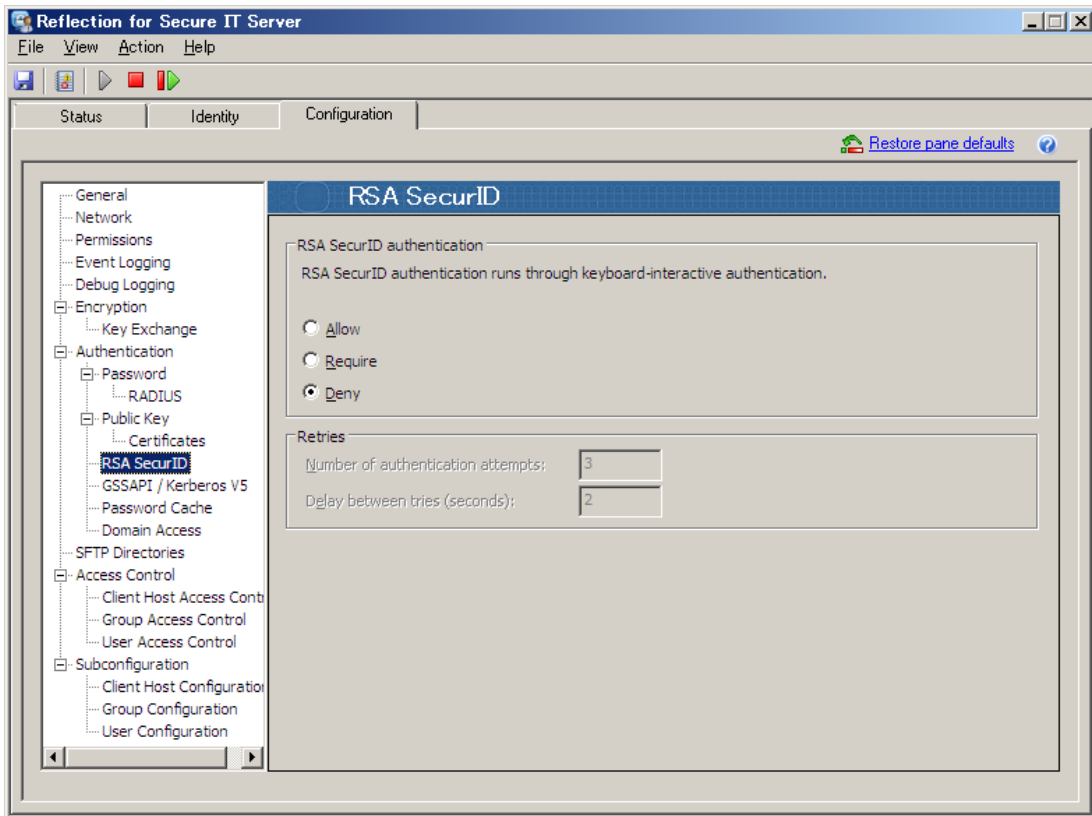 Reflection for Secure IT Server
File View Action Help
Status Identity Configuration
Restore pane defaults
General
Network
Permissions
Event Logging
Debug Logging
Encryption
Key Exchange
Authentication
Password
RADIUS
Public Key
Certificates
RSA SecurID
GSSAPI / Kerberos V5
Password Cache
Domain Access
SFTP Directories
Access Control
Client Host Access Contr
Group Access Control
User Access Control
Subconfiguration
Client Host Configuration
Group Configuration
User Configuration
RSA SecurID
RSA SecurID authentication
RSA SecurID authentication runs through keyboard-interactive authentication.
Allow
Require
Deny
Retries
Number of authentication attempts: 3
Delay between tries (seconds): 2